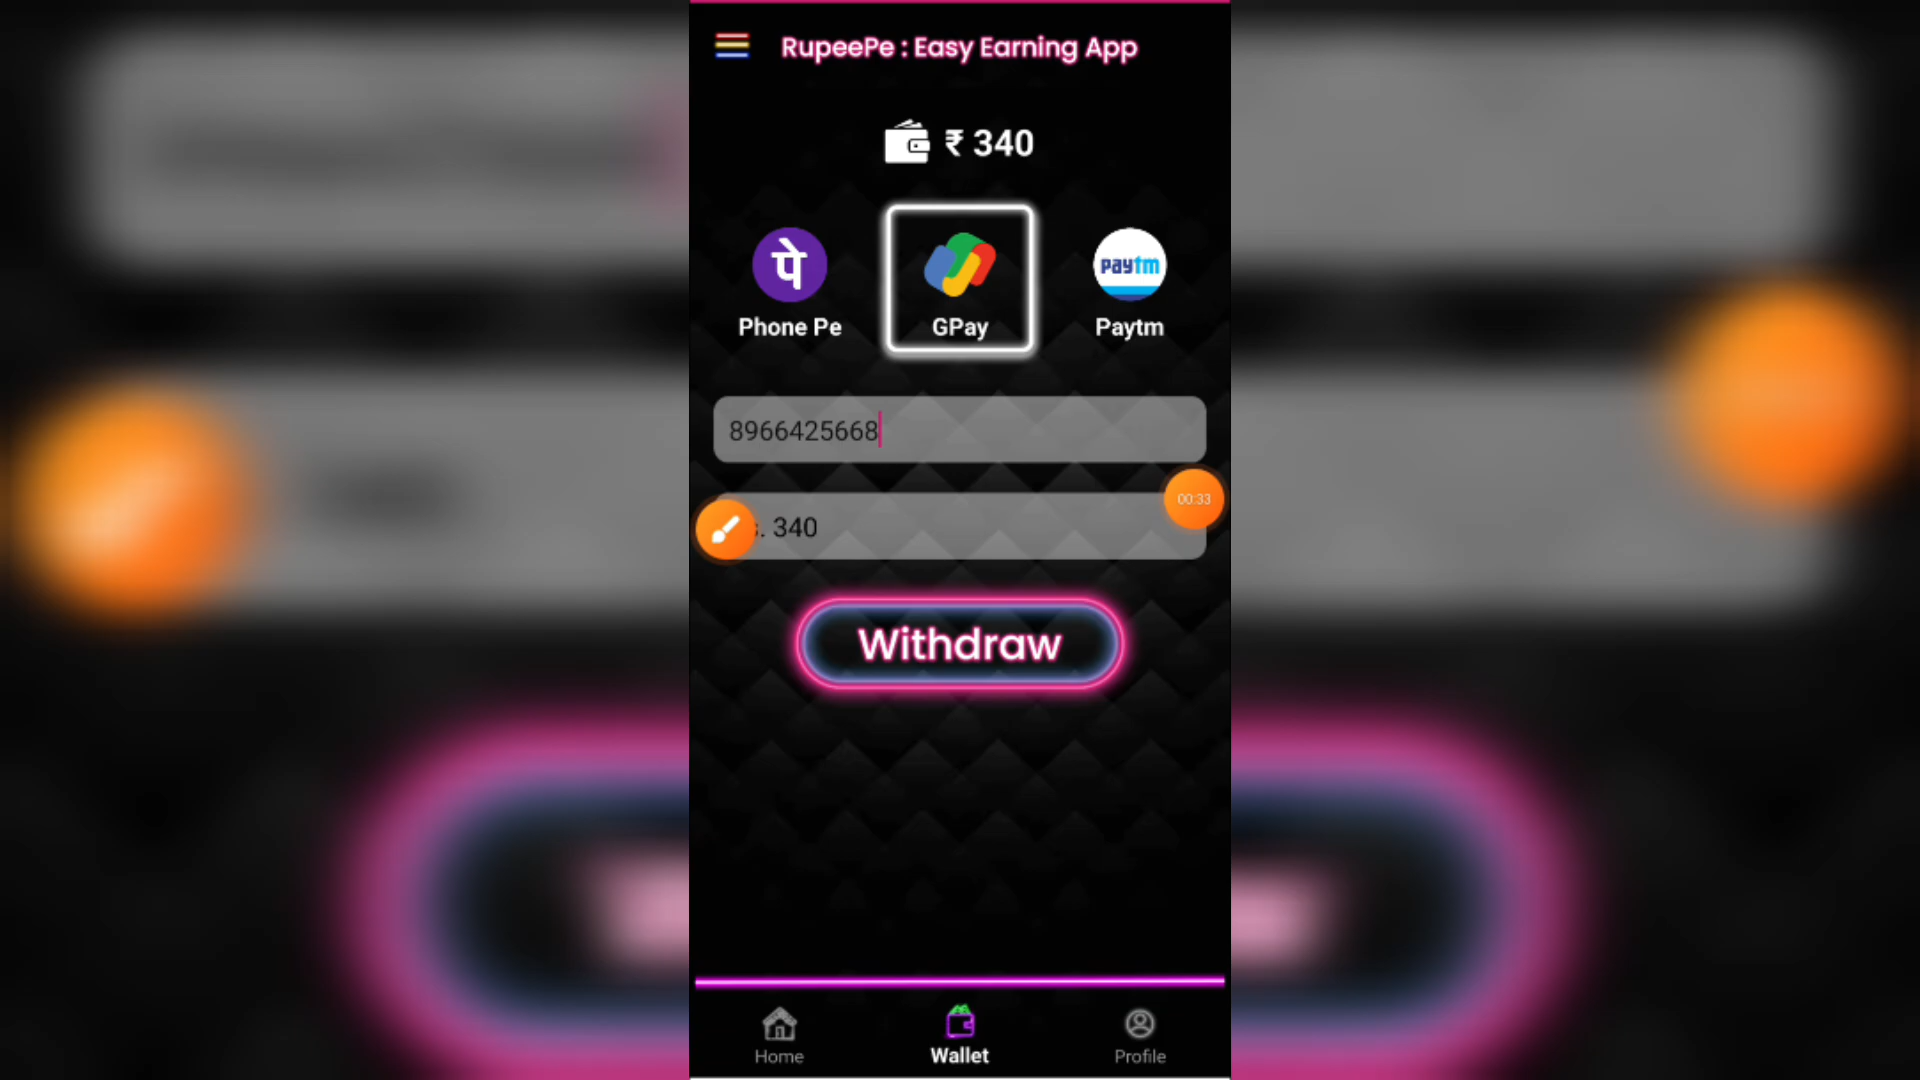 RupeePe : Easy Earning App
₹ 340
पे
paytm
Phone Pe
GPay
Paytm
8966425668
00:33
. 340
Withdraw
Home
Wallet
Profile